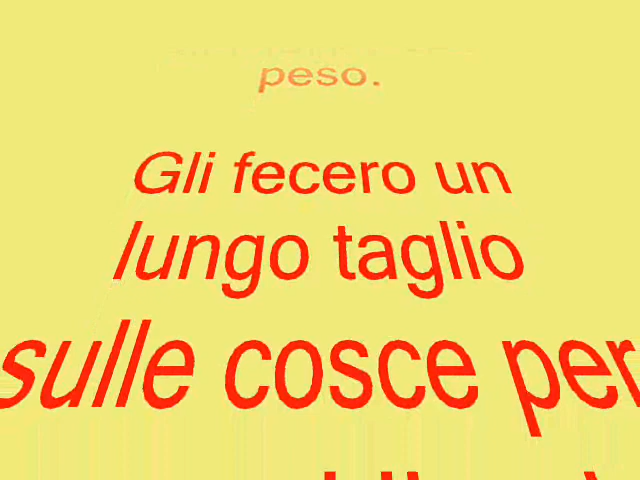 peso.
Gli fecero un
lungo taglio
sulle cosce per